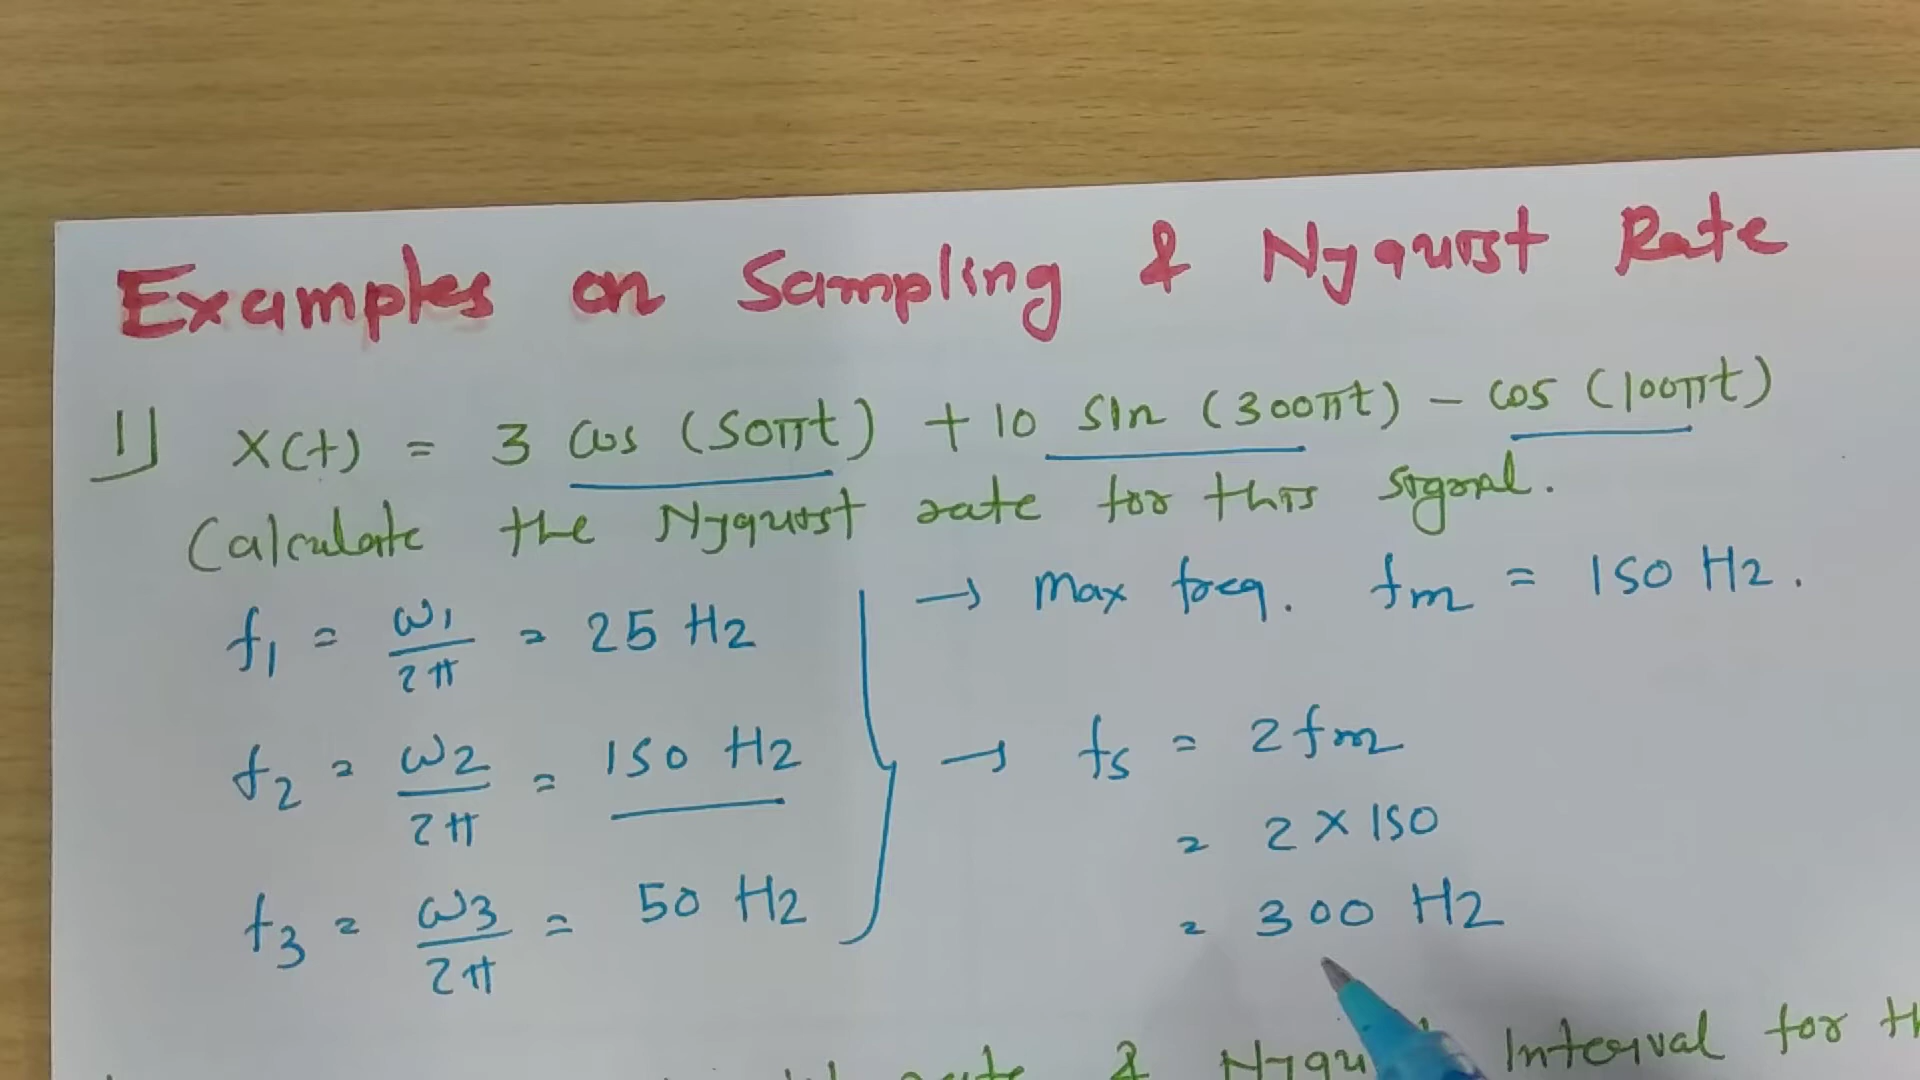 Examples on Sampling & Nyquist Rate
1] x(t) = 3 cos (50πt) + 10 sin (300πt) - cos (100πt)
Calculate the Nyquist rate for this signal.
f1 = ω1/2π = 25 Hz
f2 = ω2/2π = 150 Hz
f3 = ω3/2π = 50 Hz
→ Max freq. fm = 150 Hz.
→ fs = 2fm
= 2 × 150
= 300 Hz
rate & Interval for